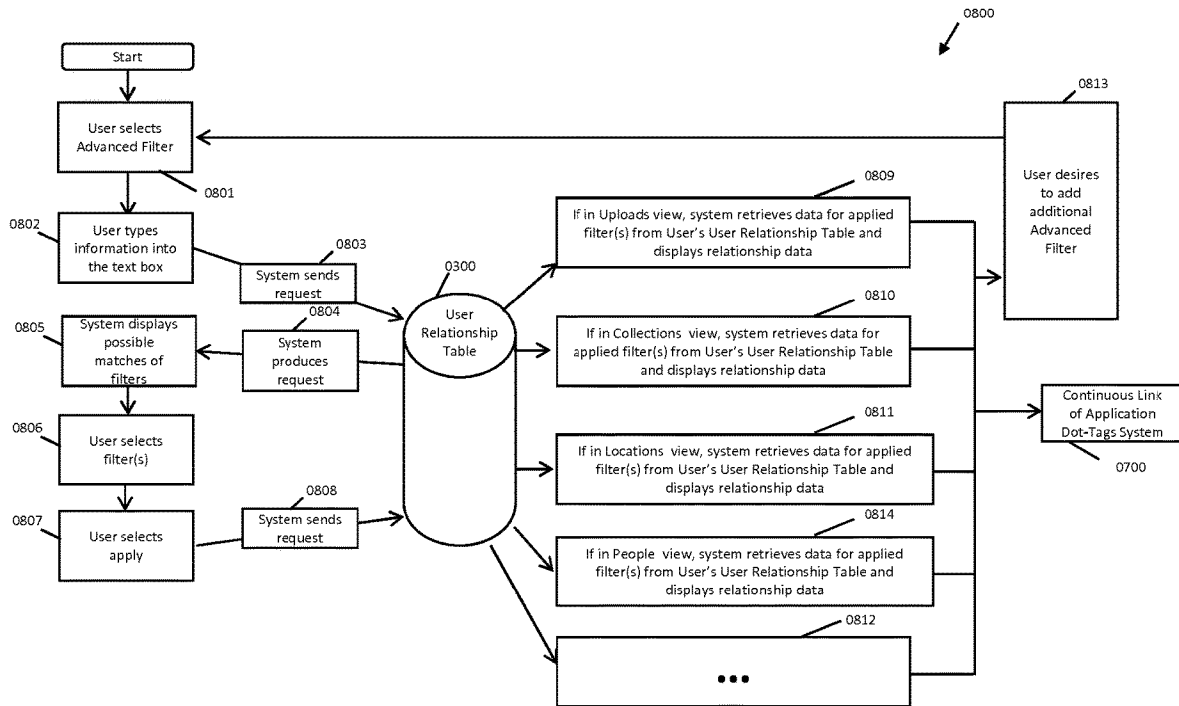 0800
Start
0813
User selects
Advanced Filter
0801
User desires
to add
additional
Advanced
Filter
0809
If in Uploads view, system retrieves data for applied
filter(s) from User's User Relationship Table and
displays relationship data
0802
User types
information into
the text box
0803
System sends
request
0300
User
Relationship
Table
0804
System
produces
request
0805
System displays
possible
matches of
filters
0810
If in Collections view, system retrieves data for
applied filter(s) from User's User Relationship Table
and displays relationship data
Continuous Link
of Application
Dot-Tags System
0700
0806
User selects
filter(s)
0811
If in Locations view, system retrieves data for applied
filter(s) from User's User Relationship Table and
displays relationship data
0807
User selects
apply
0808
System sends
request
0814
If in People view, system retrieves data for applied
filter(s) from User's User Relationship Table and
displays relationship data
0812
...